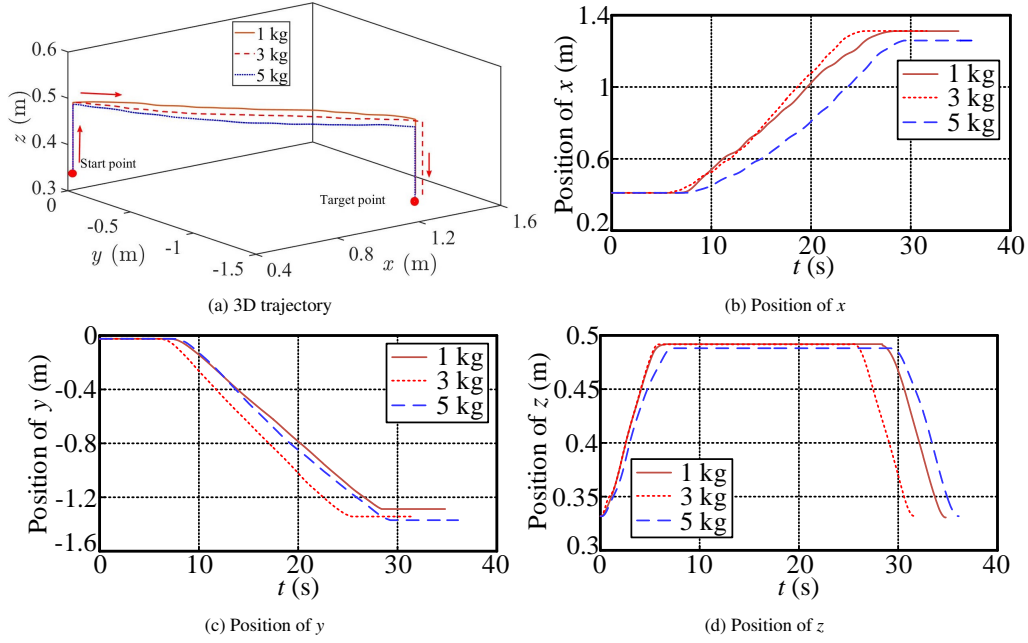 0.6
0.5
0.4
0.3
z (m)
1 kg
3 kg
5 kg
Start point
Target point
0
-0.5
-1
-1.5
y (m)
0.4
0.8
1.2
1.6
x (m)
(a) 3D trajectory
Position of x (m)
1.4
1
0.6
0.2
1 kg
3 kg
5 kg
0
10
20
30
40
t (s)
(b) Position of x
Position of y (m)
0
-0.4
-0.8
-1.2
-1.6
1 kg
3 kg
5 kg
0
10
20
30
40
t (s)
(c) Position of y
Position of z (m)
0.5
0.45
0.4
0.35
0.3
1 kg
3 kg
5 kg
0
10
20
30
40
t (s)
(d) Position of z